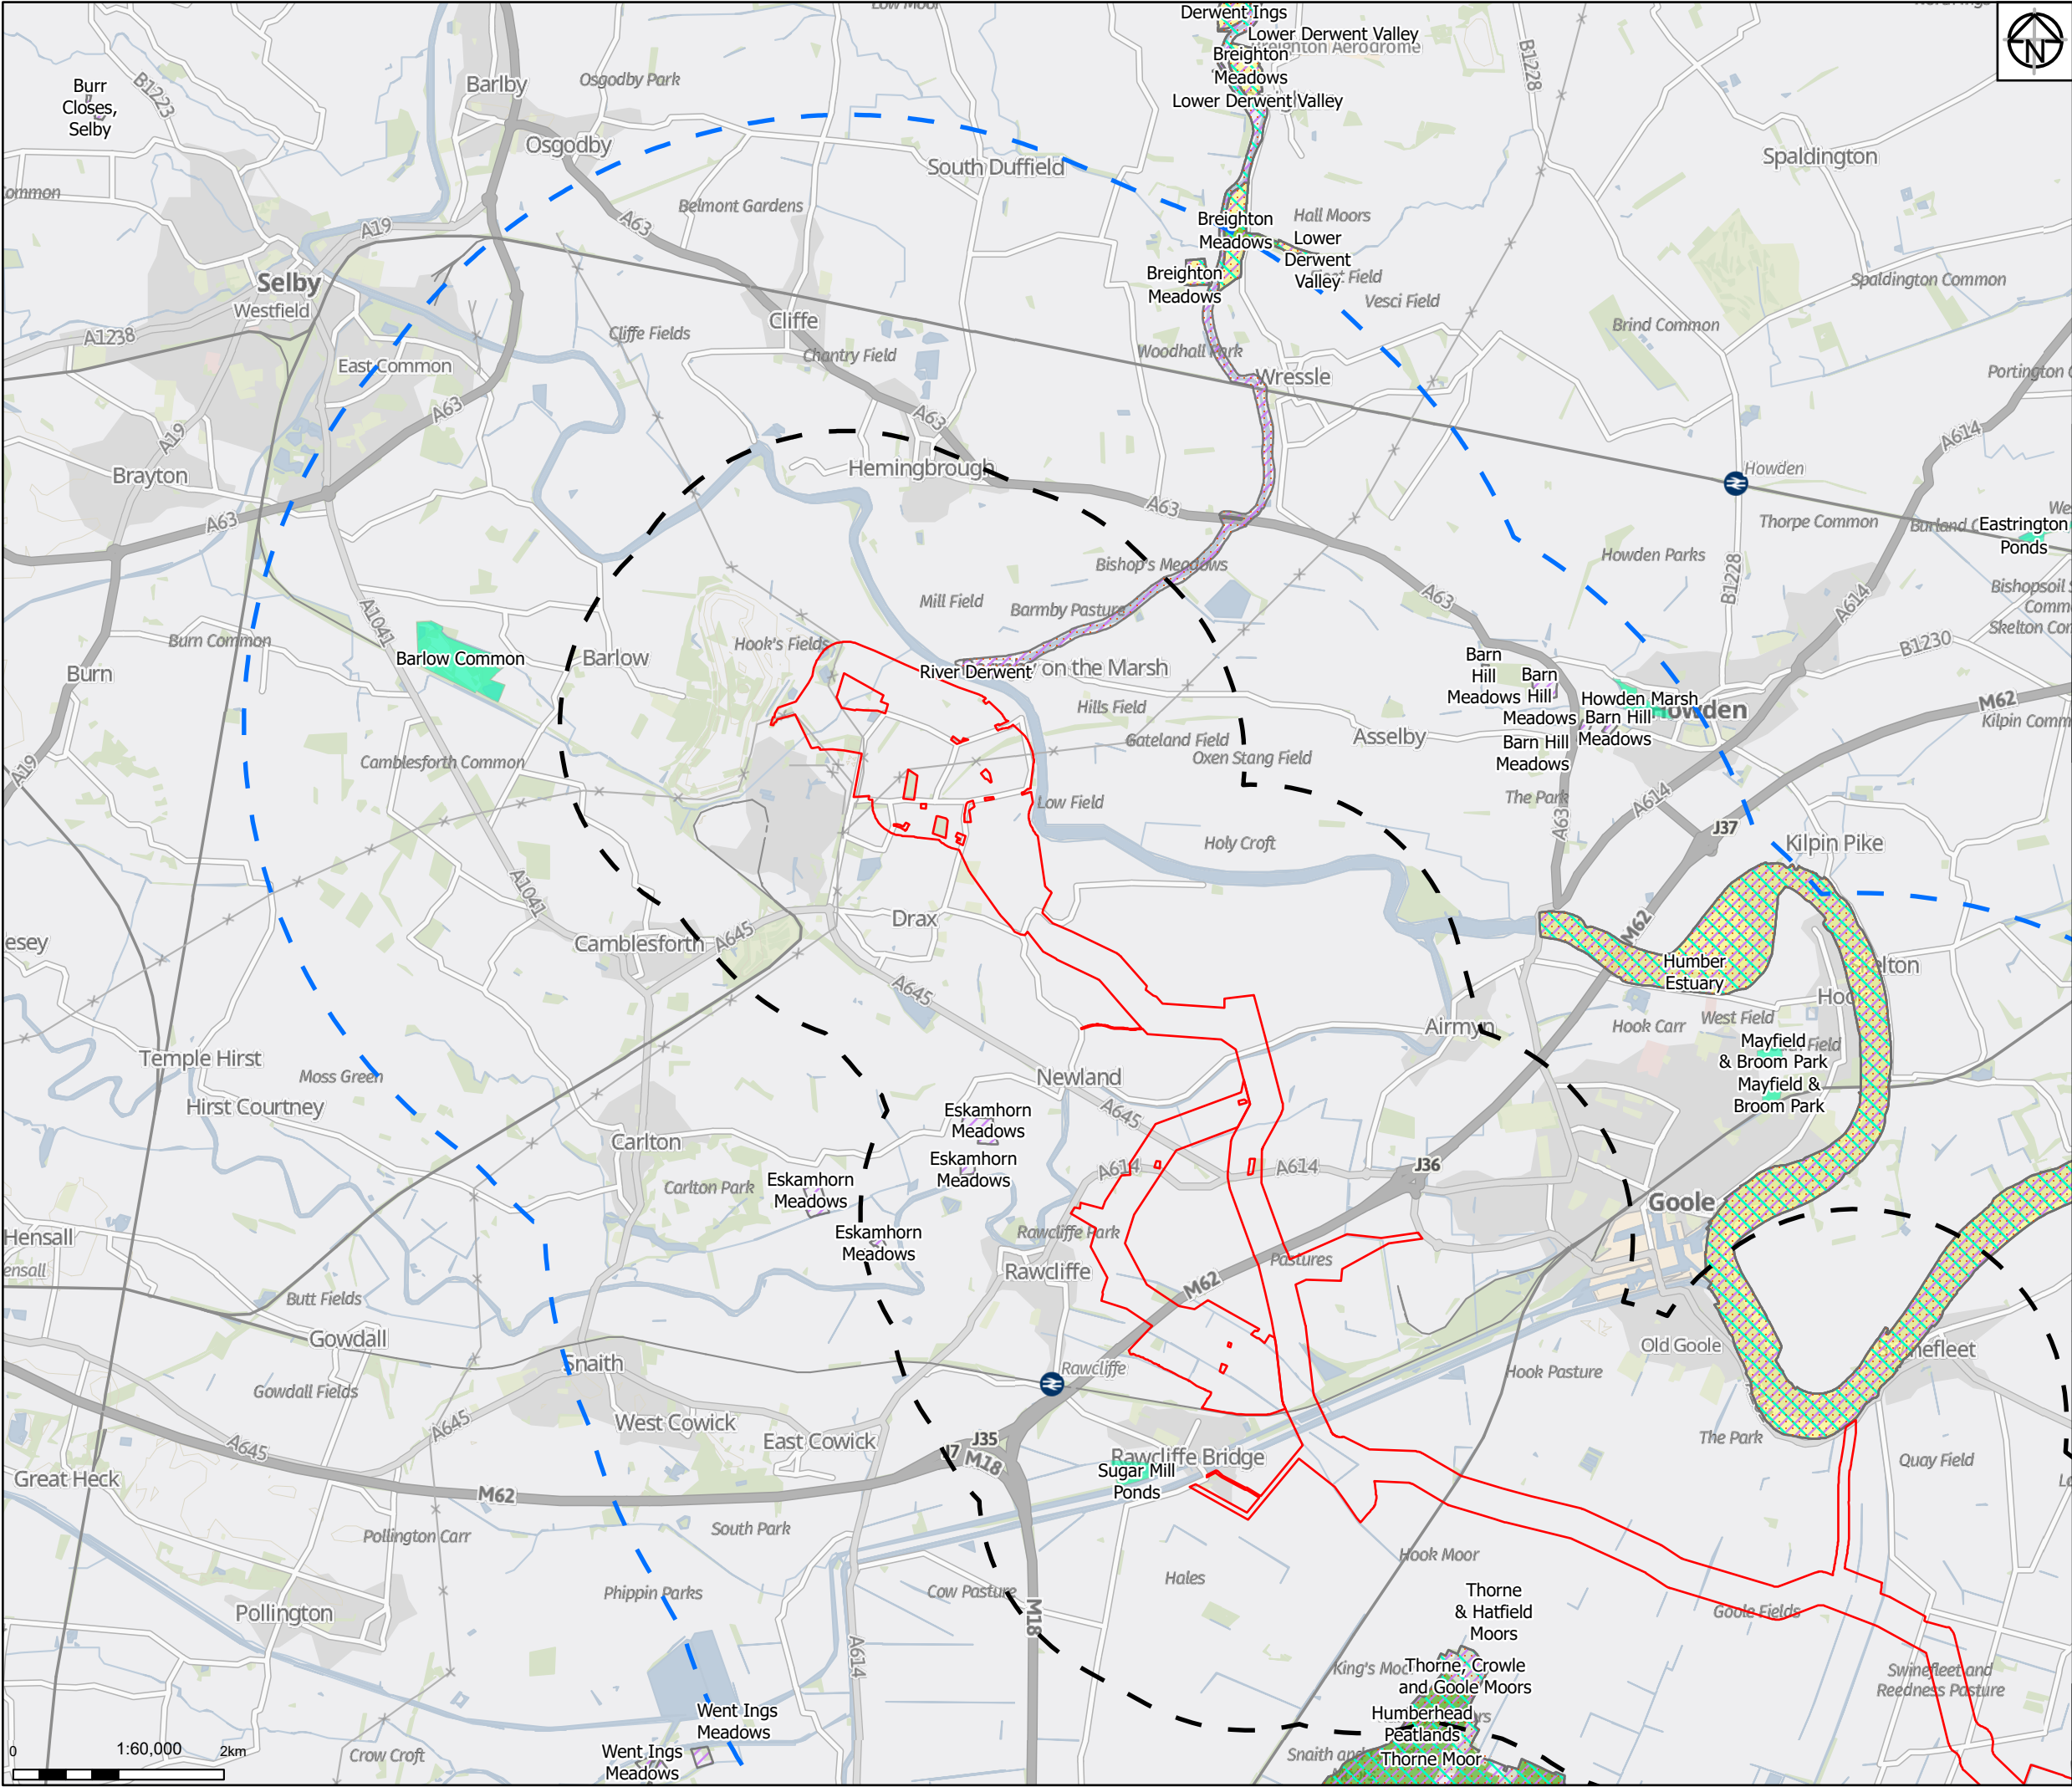 Derwent Ings
Lower Derwent Valley
Breighton Aerodrome
Breighton
Meadows
Lower Derwent Valley
N
B1228
Burr
Closes,
Selby
B1223
Barlby
Osgodby Park
Osgodby
South Duffield
Spaldington
Belmont Gardens
A63
A19
Selby
Westfield
A1238
East Common
Breighton
Meadows
Hall Moors
Lower
Derwent
Valley
Breighton
Meadows
Vesci Field
Spaldington Common
Brind Common
Cliffe
Cliffe Fields
Chantry Field
Woodhall Park
Wressle
A63
A63
A19
Brayton
A63
Hemingbrough
A63
A614
Howden
Thorpe Common
Eastrington
Ponds
Howden Parks
B1228
Bishop's Meadows
Mill Field
Barmby Pasture
A63
A614
A1041
Burn Common
Hook's Fields
Barlow Common
Barlow
Burn
River Derwent
on the Marsh
B1230
Barn
Hill
Meadows
Barn
Hill
Meadows
Howden Marsh
Howden
Barn Hill
Meadows
Barn Hill
Meadows
M62
Hills Field
Gateland Field
Oxen Stang Field
Asselby
Camblesforth Common
A19
The Park
A614
Low Field
A63
J37
Kilpin Pike
Holy Croft
A1041
Drax
Camblesforth
A645
M62
Humber
Estuary
A645
Airmyn
Hook Carr
West Field
Mayfield
& Broom Park
Mayfield &
Broom Park
Temple Hirst
Moss Green
Hirst Courtney
Newland
Eskamhorn
Meadows
A645
Carlton
Eskamhorn
Meadows
A614
A614
J36
Eskamhorn
Meadows
Carlton Park
Goole
Eskamhorn
Meadows
Rawcliffe Park
Hensall
Rawcliffe
Pastures
M62
Butt Fields
Gowdall
Snaith
Rawcliffe
Old Goole
Hook Pasture
Gowdall Fields
West Cowick
East Cowick
A645
A645
J35
M18
Rawcliffe Bridge
Sugar Mill
Ponds
The Park
Quay Field
Great Heck
M62
South Park
Pollington Carr
Hook Moor
Hales
Cow Pasture
Phippin Parks
Pollington
M18
A614
Thorne
& Hatfield
Moors
Goole Fields
Thorne, Crowle
and Goole Moors
Swinefleet and
Reedness Pasture
Humberhead
Peatlands
Thorne Moor
Went Ings
Meadows
Went Ings
Meadows
Crow Croft
0 1:60,000 2km